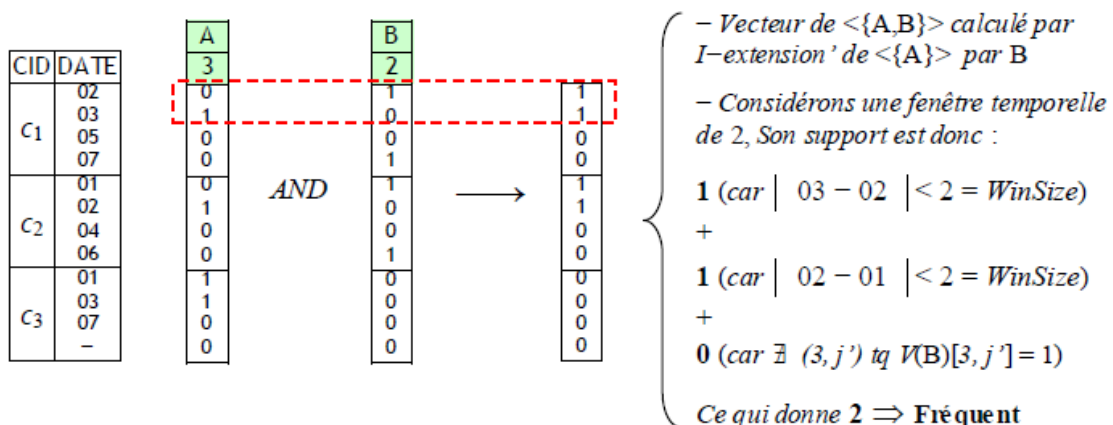 A B
CID DATE 3 2
02 0 1 1
c1 03 1 0 1
05 0 0 0
07 0 1 0
01 0 1 1
c2 02 1 AND 0 ⟶ 1
04 0 0 0
06 0 1 0
01 1 0 0
c3 03 1 0 0
07 0 0 0
– 0 0 0
– Vecteur de <{A,B}> calculé par
I–extension’ de <{A}> par B
– Considérons une fenêtre temporelle
de 2, Son support est donc :
1 (car | 03 – 02 | < 2 = WinSize)
+
1 (car | 02 – 01 | < 2 = WinSize)
+
0 (car ∄ (3, j’) tq V(B)[3, j’] = 1)
Ce qui donne 2 ⟹ Fréquent